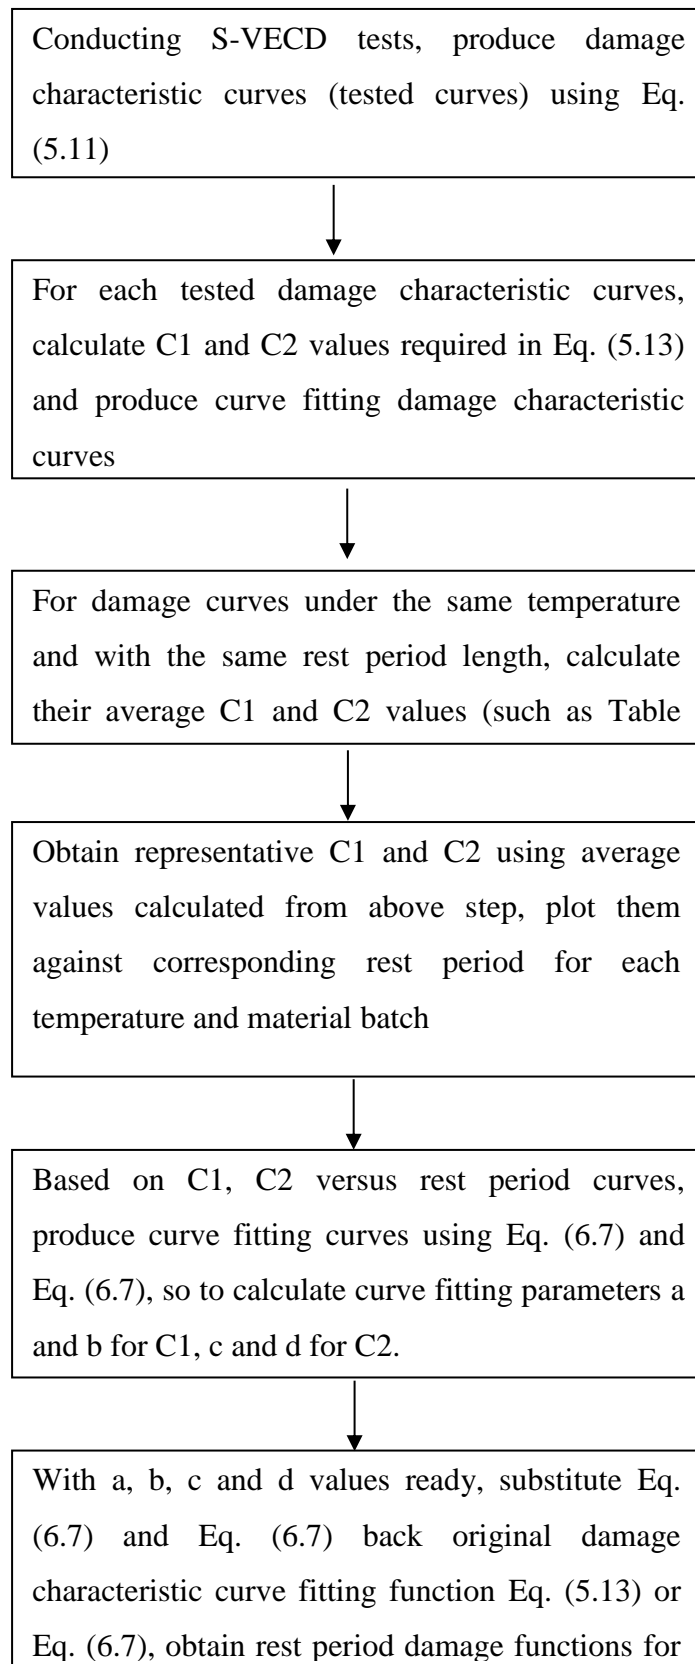 Conducting S-VECD tests, produce damage
characteristic curves (tested curves) using Eq.
(5.11)
For each tested damage characteristic curves,
calculate C1 and C2 values required in Eq. (5.13)
and produce curve fitting damage characteristic
curves
For damage curves under the same temperature
and with the same rest period length, calculate
their average C1 and C2 values (such as Table
Obtain representative C1 and C2 using average
values calculated from above step, plot them
against corresponding rest period for each
temperature and material batch
Based on C1, C2 versus rest period curves,
produce curve fitting curves using Eq. (6.7) and
Eq. (6.7), so to calculate curve fitting parameters a
and b for C1, c and d for C2.
With a, b, c and d values ready, substitute Eq.
(6.7) and Eq. (6.7) back original damage
characteristic curve fitting function Eq. (5.13) or
Eq. (6.7), obtain rest period damage functions for